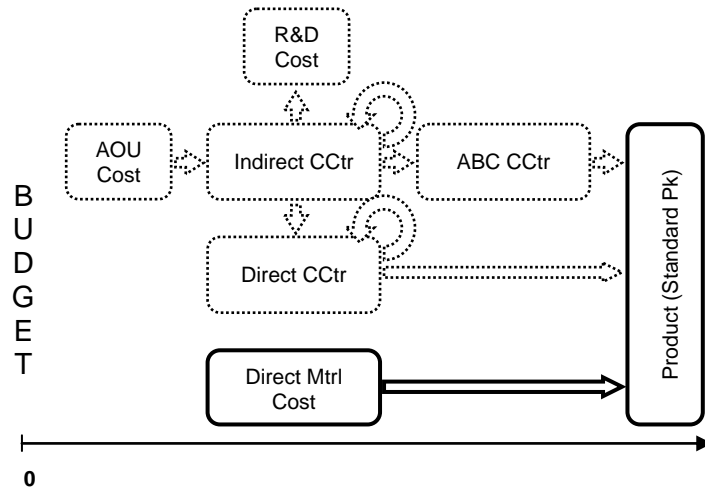 R&D
Cost
AOU
Cost
Indirect CCtr
ABC CCtr
Direct CCtr
Direct Mtrl
Cost
Product (Standard Pk)
B
U
D
G
E
T
0